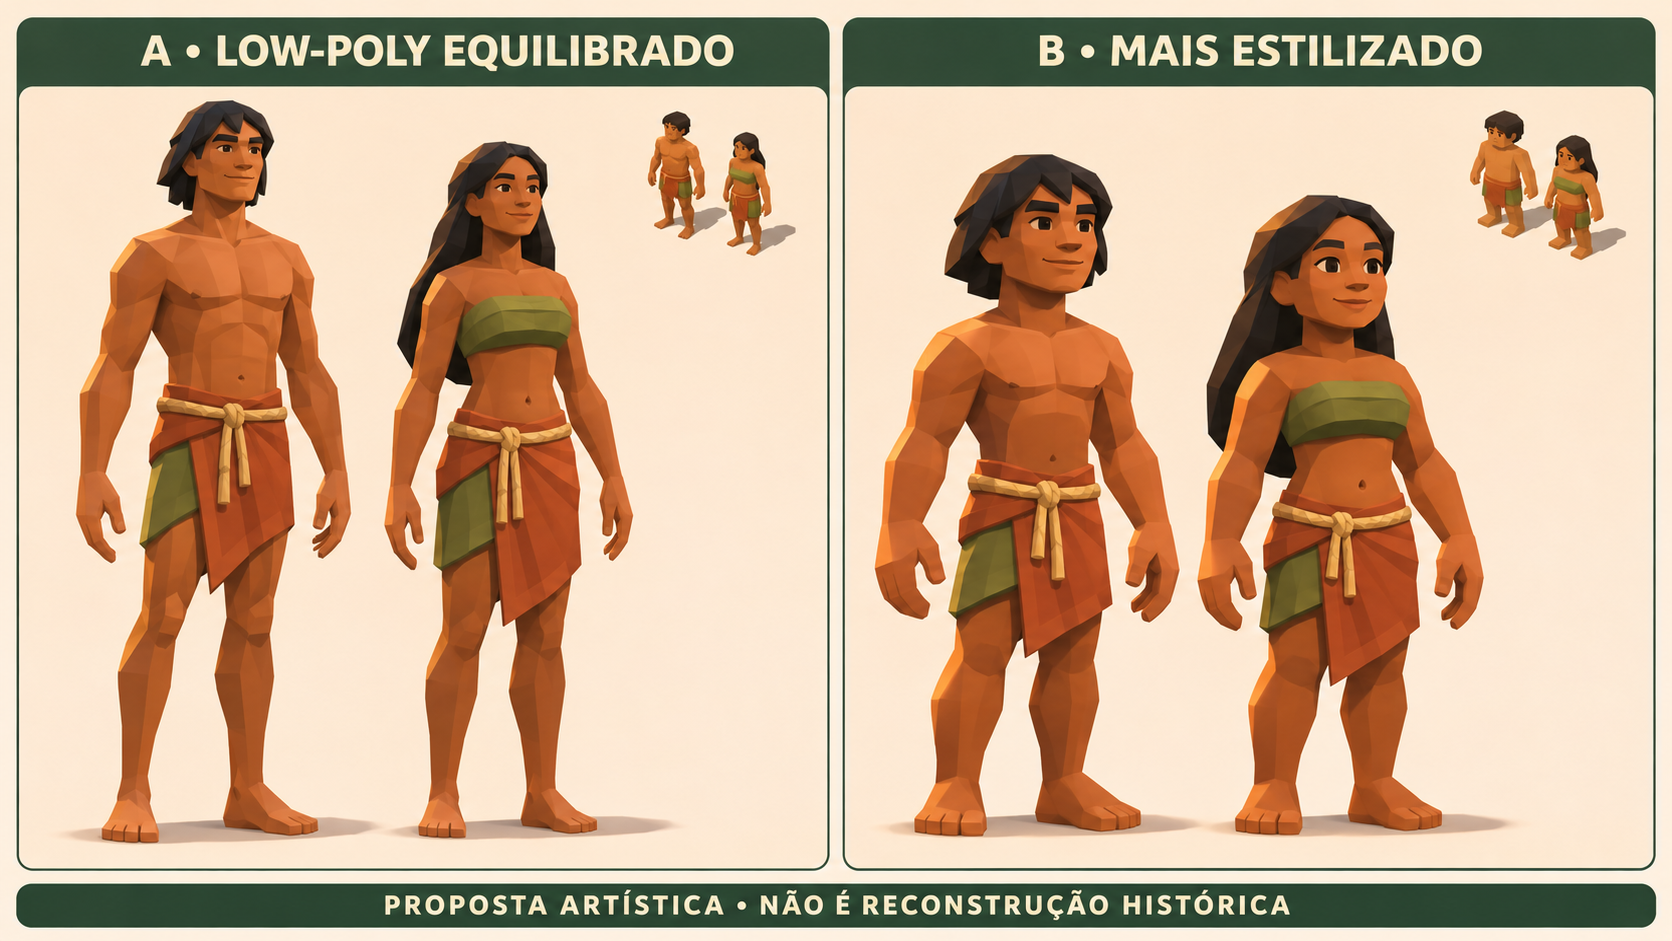 A • LOW-POLY EQUILIBRADO
B • MAIS ESTILIZADO
PROPOSTA ARTÍSTICA • NÃO É RECONSTRUÇÃO HISTÓRICA